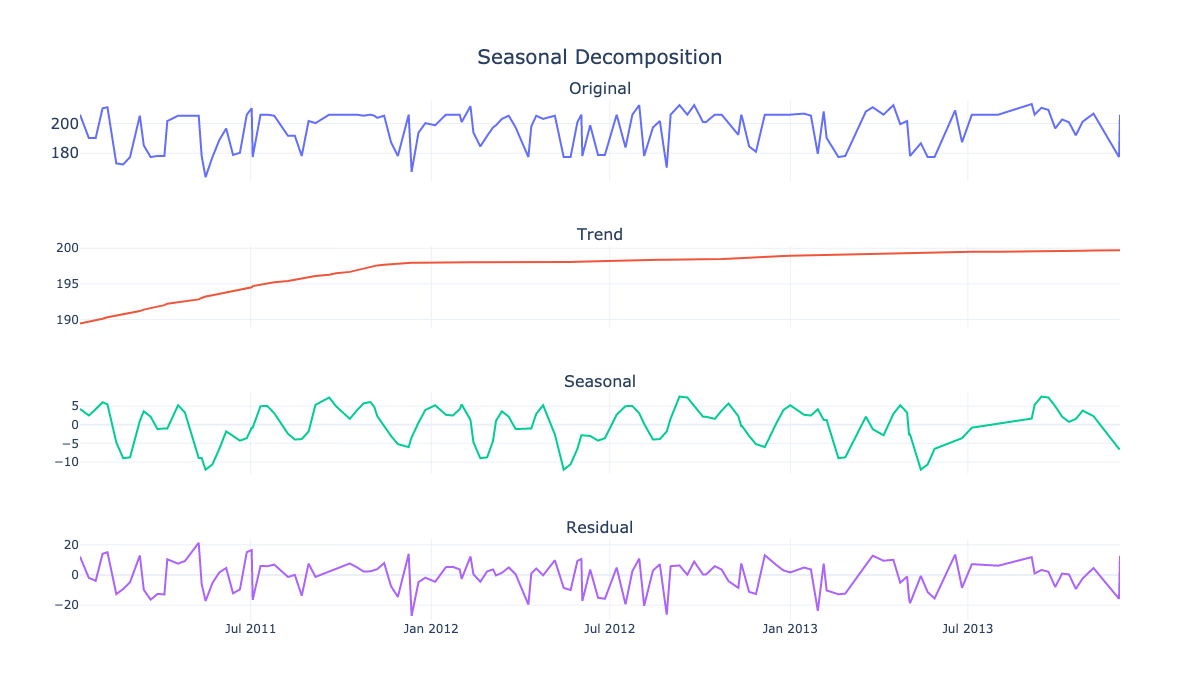 Seasonal Decomposition
Original
200
180
Trend
200
195
190
Seasonal
5
0
−5
−10
Residual
20
0
−20
Jul 2011 Jan 2012 Jul 2012 Jan 2013 Jul 2013